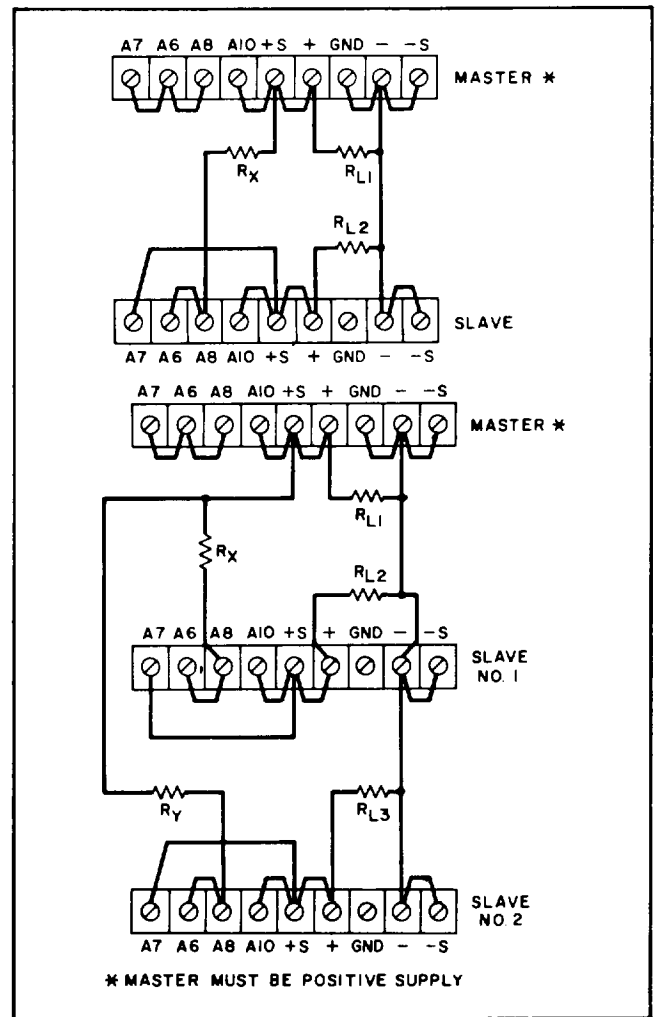 A7 A6 A8 A10 +S + GND - -S
MASTER *
RX
RL1
RL2
SLAVE
A7 A6 A8 A10 +S + GND - -S
A7 A6 A8 A10 +S + GND - -S
MASTER *
RL1
RX
RL2
A7 A6 A8 A10 +S + GND - -S
SLAVE
NO. 1
RY
RL3
SLAVE
NO. 2
A7 A6 A8 A10 +S + GND - -S
* MASTER MUST BE POSITIVE SUPPLY